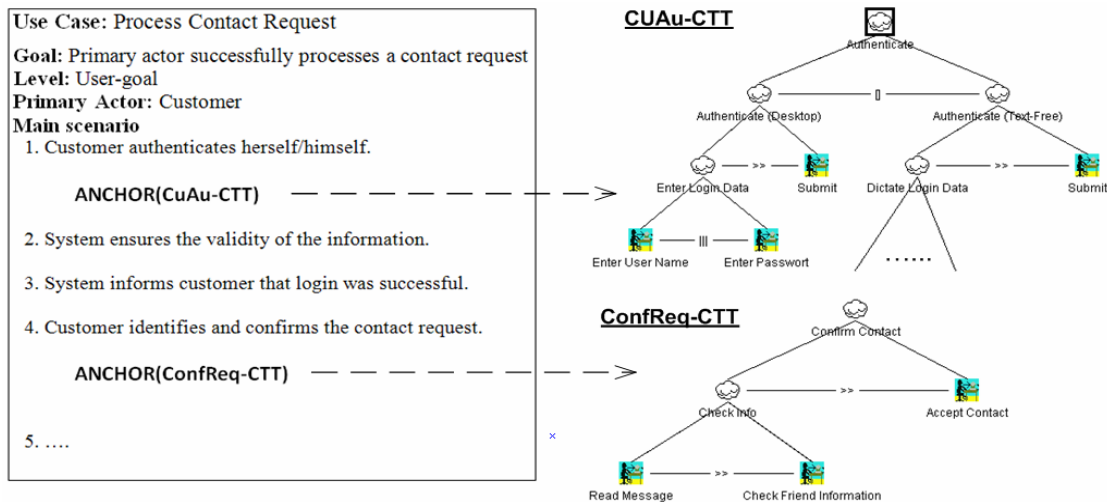 Use Case: Process Contact Request
Goal: Primary actor successfully processes a contact request
Level: User-goal
Primary Actor: Customer
Main scenario
1. Customer authenticates herself/himself.
ANCHOR(CuAu-CTT)
2. System ensures the validity of the information.
3. System informs customer that login was successful.
4. Customer identifies and confirms the contact request.
ANCHOR(ConfReq-CTT)
5. ....
CUAu-CTT
Authenticate
[]
Authenticate (Desktop)
Authenticate (Text-Free)
>>
>>
Enter Login Data
Submit
Dictate Login Data
Submit
|||
Enter User Name
Enter Passwort
......
ConfReq-CTT
Confirm Contact
>>
Check Info
Accept Contact
>>
Read Message
Check Friend Information